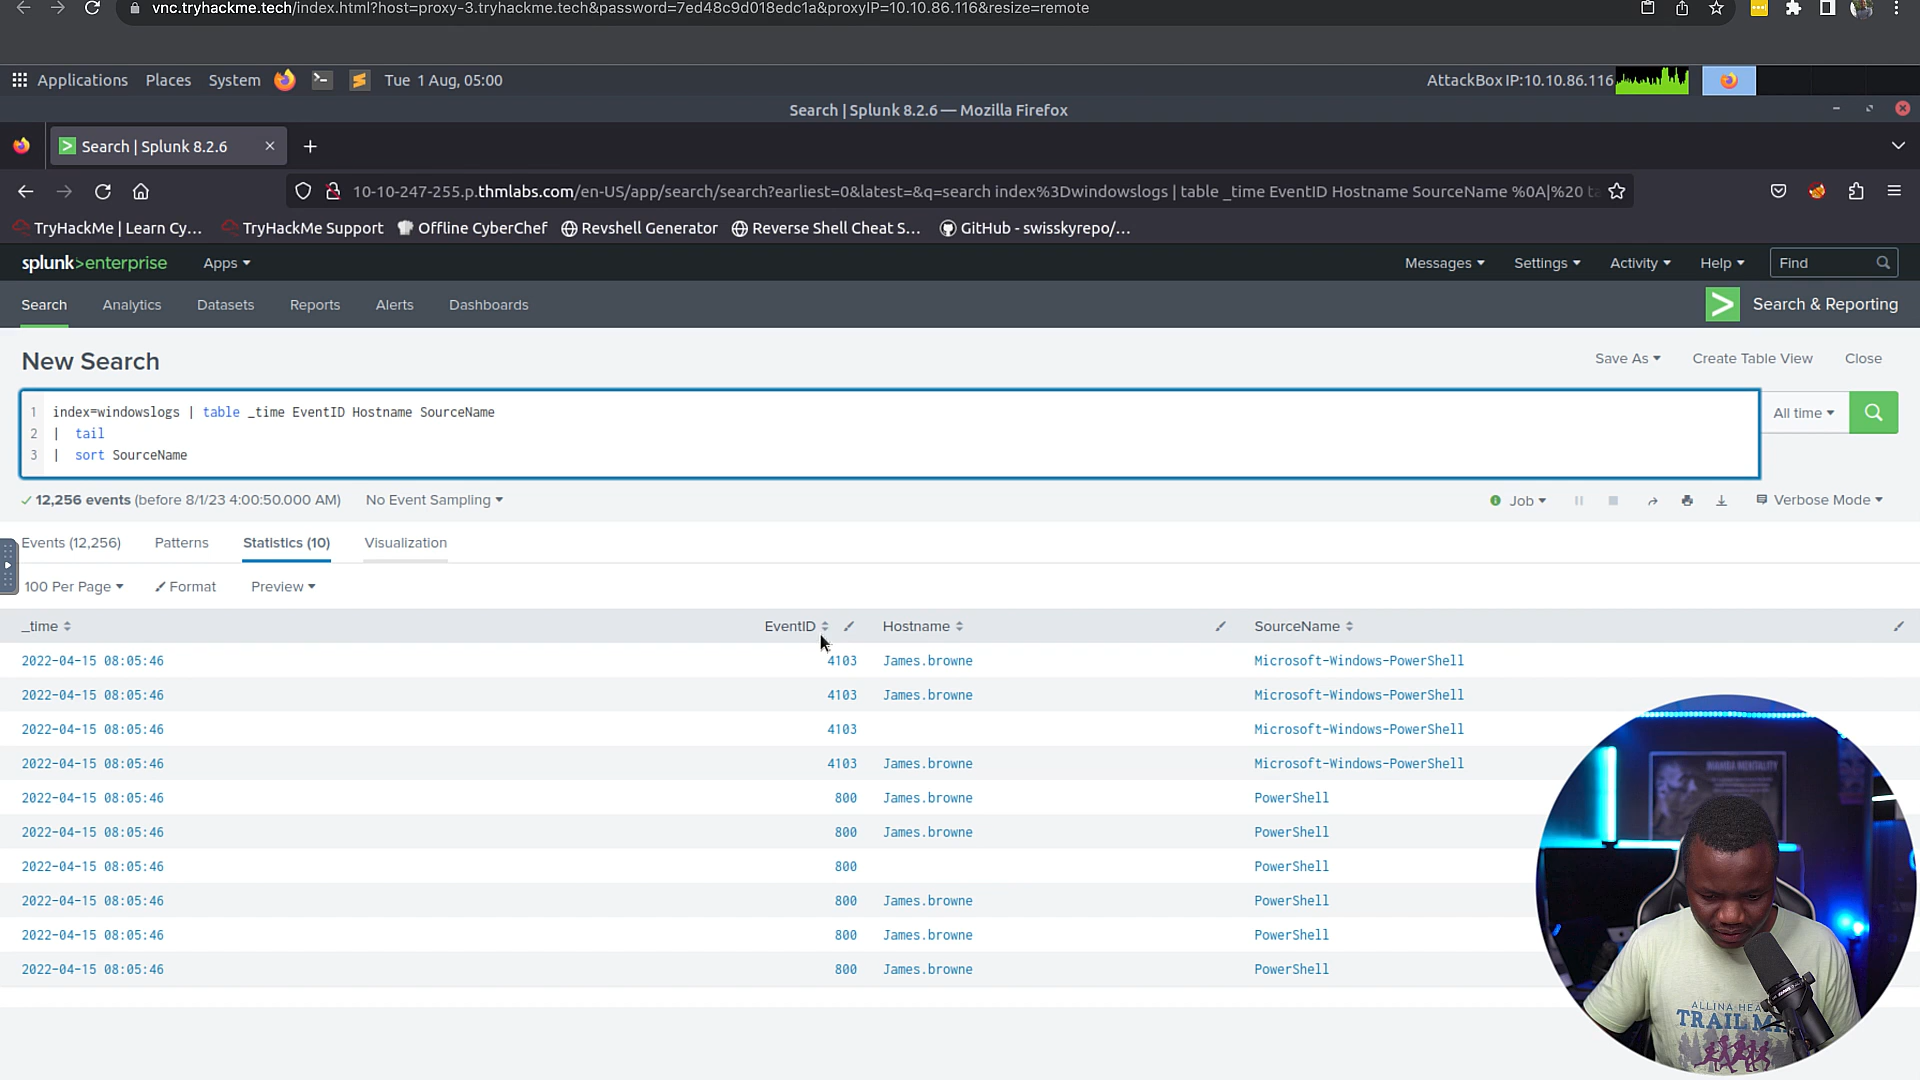 vnc.tryhackme.tech/index.html?host=proxy-3.tryhackme.tech&password=7ed48c9d018edc1a&proxyIP=10.10.86.116&resize=remote
Applications Places System Tue 1 Aug, 05:00 AttackBox IP:10.10.86.116
Search | Splunk 8.2.6 — Mozilla Firefox
Search | Splunk 8.2.6
10-10-247-255.p.thmlabs.com/en-US/app/search/search?earliest=0&latest=&q=search index%3Dwindowslogs | table _time EventID Hostname SourceName %0A|%20 ta
TryHackMe | Learn Cy... TryHackMe Support Offline CyberChef Revshell Generator Reverse Shell Cheat S... GitHub - swisskyrepo/...
splunk>enterprise Apps Messages Settings Activity Help Find
Search Analytics Datasets Reports Alerts Dashboards Search & Reporting
New Search Save As Create Table View Close
1 index=windowslogs | table _time EventID Hostname SourceName All time
2 | tail
3 | sort SourceName
12,256 events (before 8/1/23 4:00:50.000 AM) No Event Sampling Job Verbose Mode
Events (12,256) Patterns Statistics (10) Visualization
100 Per Page Format Preview
_time EventID Hostname SourceName
2022-04-15 08:05:46 4103 James.browne Microsoft-Windows-PowerShell
2022-04-15 08:05:46 4103 James.browne Microsoft-Windows-PowerShell
2022-04-15 08:05:46 4103 Microsoft-Windows-PowerShell
2022-04-15 08:05:46 4103 James.browne Microsoft-Windows-PowerShell
2022-04-15 08:05:46 800 James.browne PowerShell
2022-04-15 08:05:46 800 James.browne PowerShell
2022-04-15 08:05:46 800 PowerShell
2022-04-15 08:05:46 800 James.browne PowerShell
2022-04-15 08:05:46 800 James.browne PowerShell
2022-04-15 08:05:46 800 James.browne PowerShell
MAMBA MENTALITY
ALLINA HEA
TRAIL